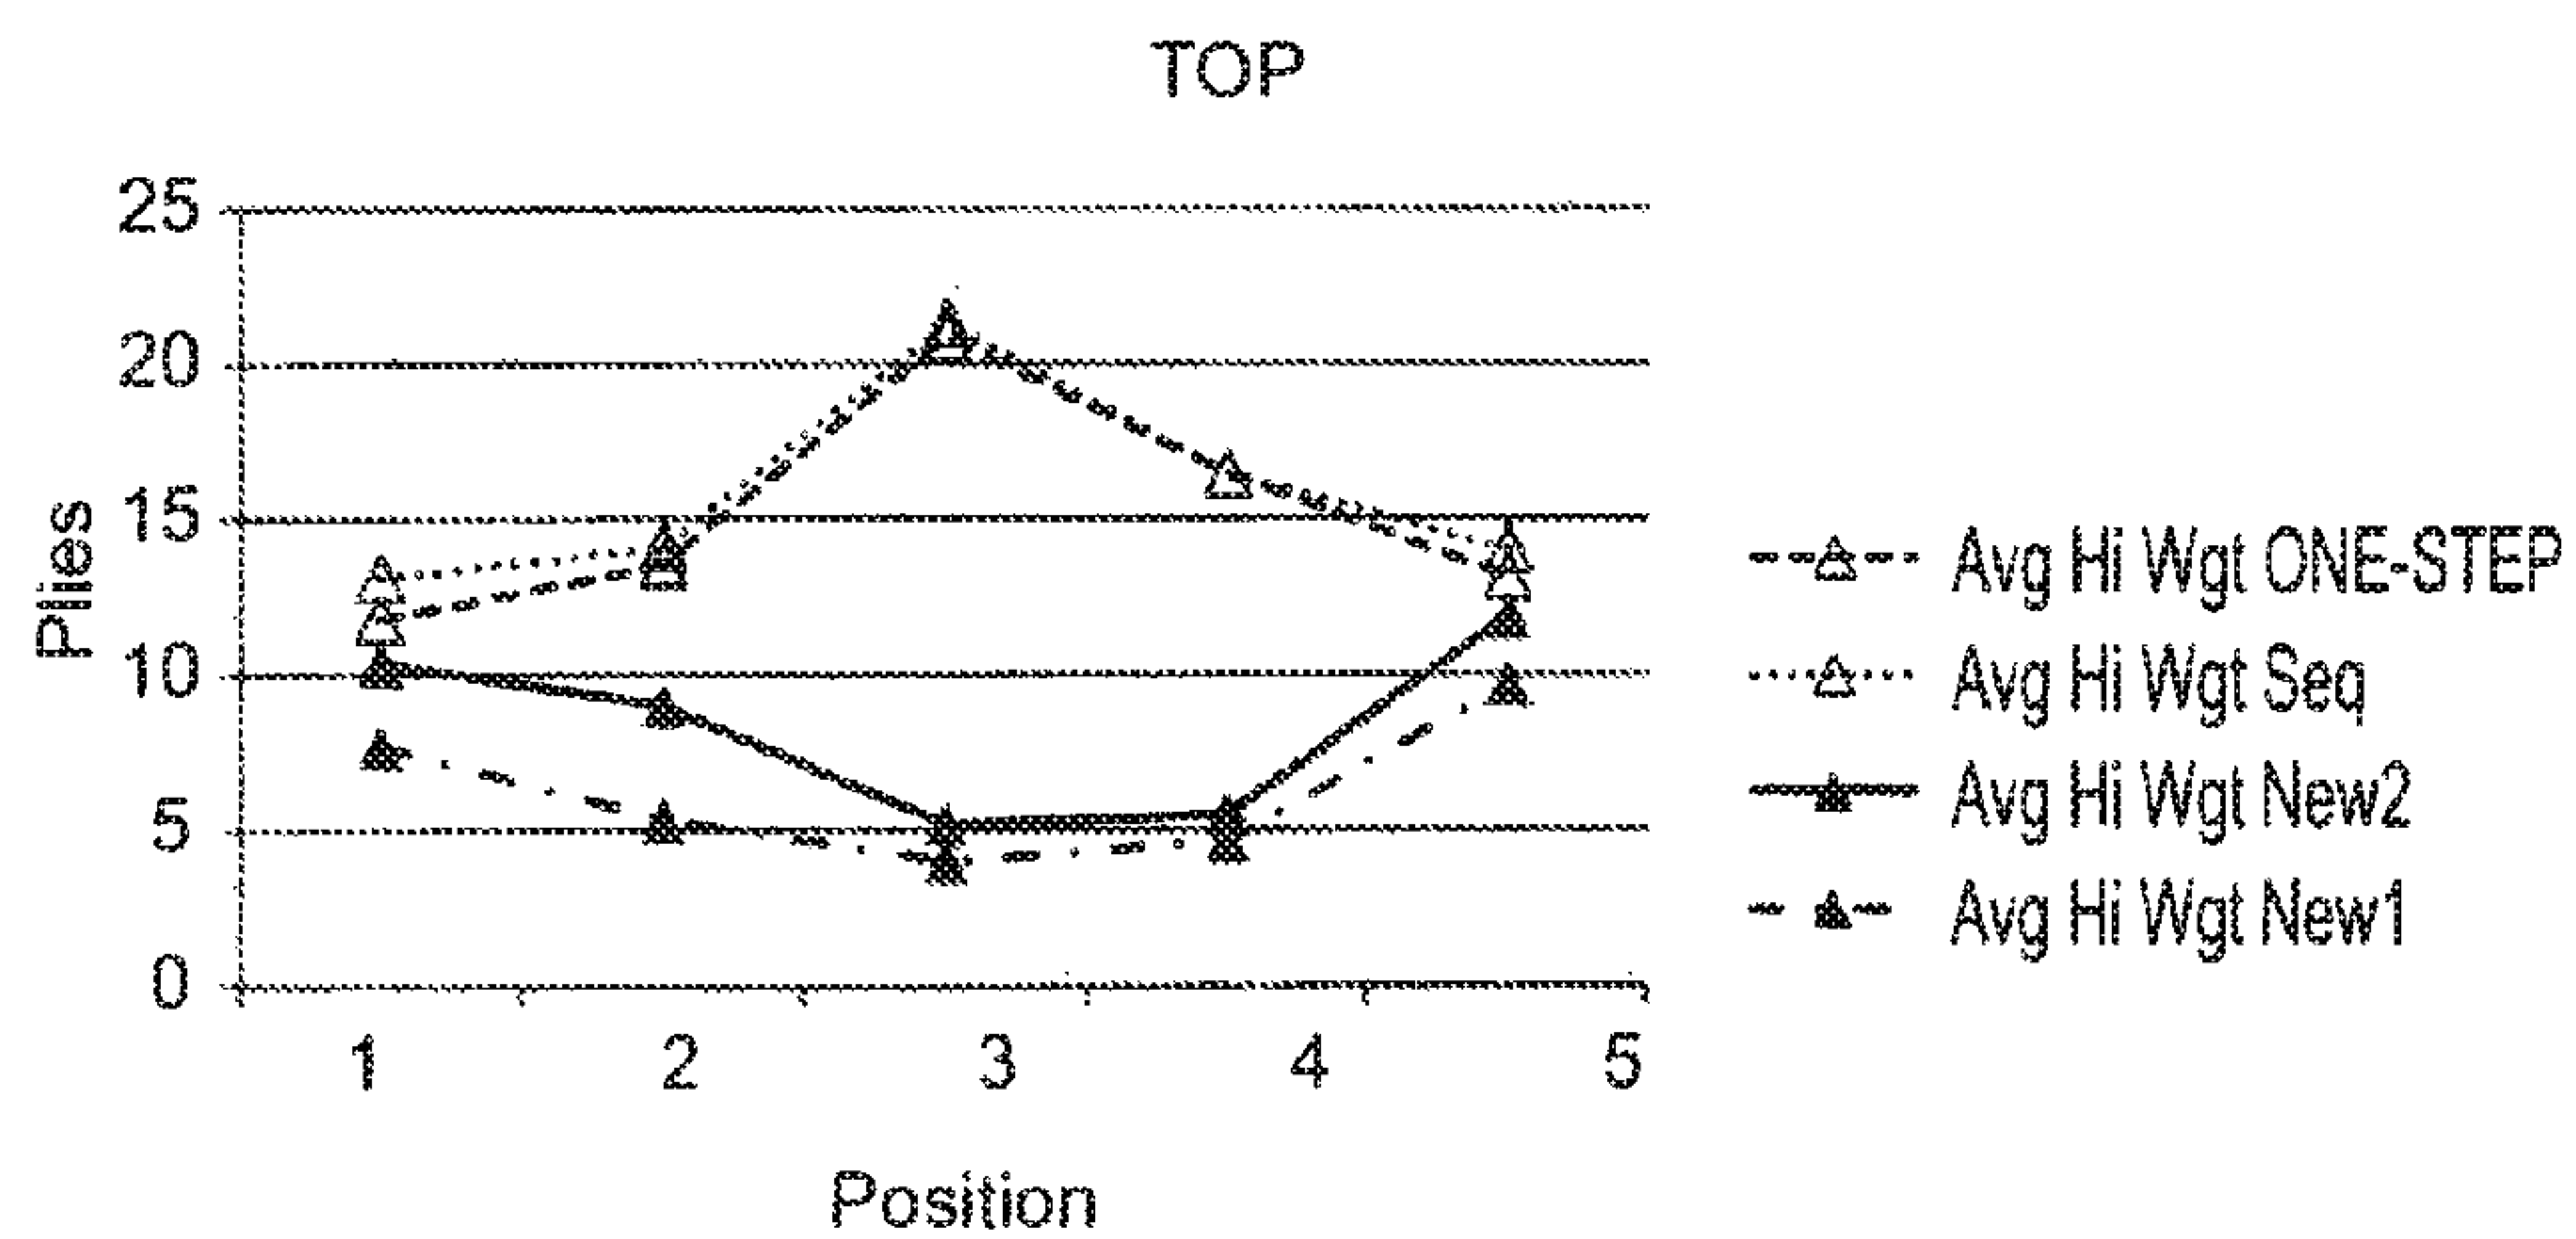 TOP
25
20
15
10
5
0
Plies
1 2 3 4 5
Position
Avg Hi Wgt ONE-STEP
Avg Hi Wgt Seq
Avg Hi Wgt New2
Avg Hi Wgt New1